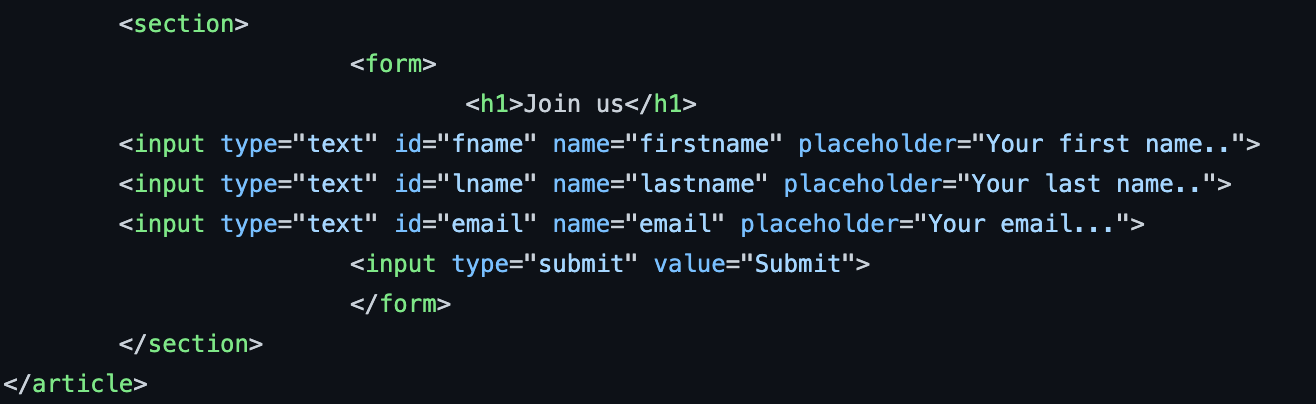 <section>
<form>
<h1>Join us</h1>
<input type="text" id="fname" name="firstname" placeholder="Your first name..">
<input type="text" id="lname" name="lastname" placeholder="Your last name..">
<input type="text" id="email" name="email" placeholder="Your email...">
<input type="submit" value="Submit">
</form>
</section>
</article>